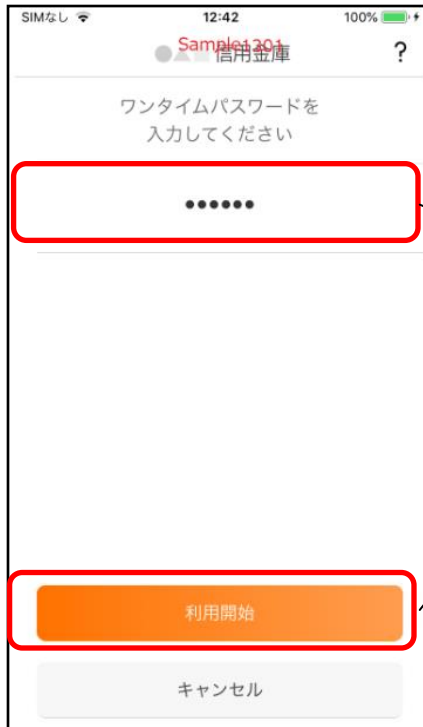 SIMなし 12:42 100%
Sample1201
●▲■信用金庫 ?
ワンタイムパスワードを
入力してください
●●●●●●
利用開始
キャンセル